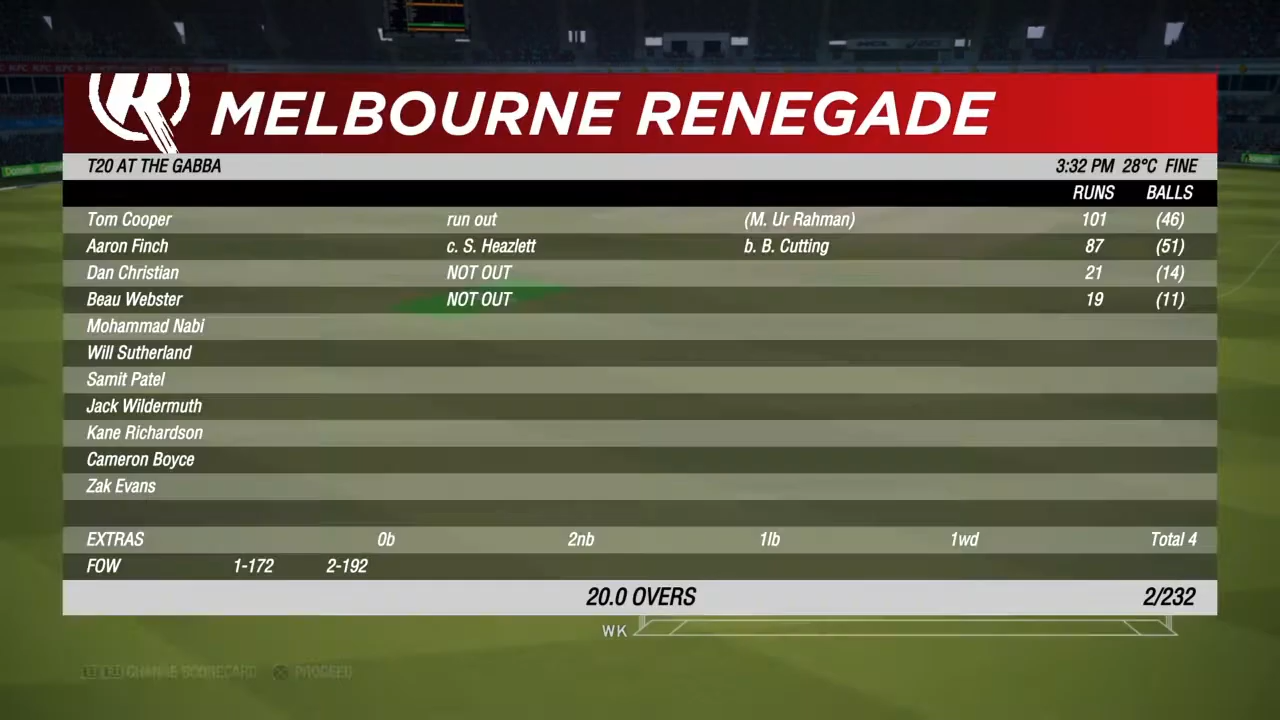 MELBOURNE RENEGADE
T20 AT THE GABBA 3:32 PM 28°C FINE
RUNS BALLS
Tom Cooper run out (M. Ur Rahman) 101 (46)
Aaron Finch c. S. Heazlett b. B. Cutting 87 (51)
Dan Christian NOT OUT 21 (14)
Beau Webster NOT OUT 19 (11)
Mohammad Nabi
Will Sutherland
Samit Patel
Jack Wildermuth
Kane Richardson
Cameron Boyce
Zak Evans
EXTRAS 0b 2nb 1lb 1wd Total 4
FOW 1-172 2-192
20.0 OVERS 2/232
WK
CHANGE SCORECARD PROCEED